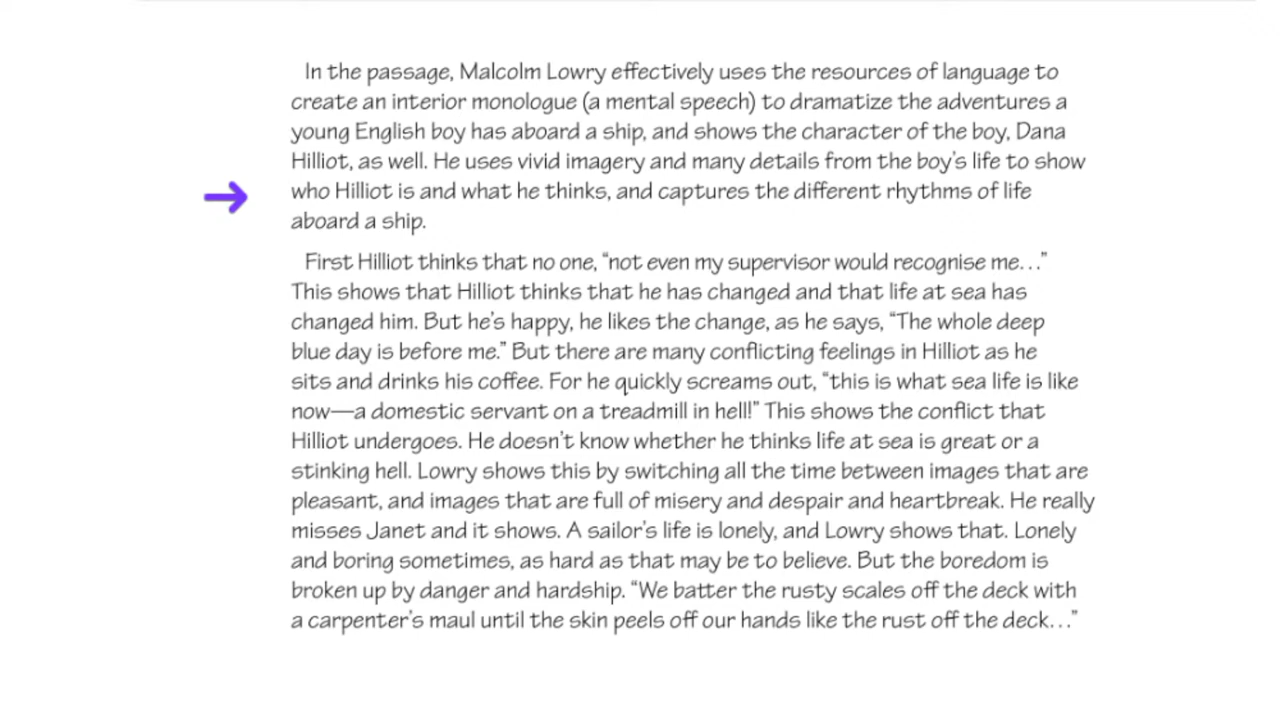 In the passage, Malcolm Lowry effectively uses the resources of language to
create an interior monologue (a mental speech) to dramatize the adventures a
young English boy has aboard a ship, and shows the character of the boy, Dana
Hilliot, as well. He uses vivid imagery and many details from the boy's life to show
who Hilliot is and what he thinks, and captures the different rhythms of life
aboard a ship.
First Hilliot thinks that no one, “not even my supervisor would recognise me...”
This shows that Hilliot thinks that he has changed and that life at sea has
changed him. But he's happy, he likes the change, as he says, “The whole deep
blue day is before me.” But there are many conflicting feelings in Hilliot as he
sits and drinks his coffee. For he quickly screams out, “this is what sea life is like
now—a domestic servant on a treadmill in hell!” This shows the conflict that
Hilliot undergoes. He doesn't know whether he thinks life at sea is great or a
stinking hell. Lowry shows this by switching all the time between images that are
pleasant, and images that are full of misery and despair and heartbreak. He really
misses Janet and it shows. A sailor's life is lonely, and Lowry shows that. Lonely
and boring sometimes, as hard as that may be to believe. But the boredom is
broken up by danger and hardship. “We batter the rusty scales off the deck with
a carpenter's maul until the skin peels off our hands like the rust off the deck...”